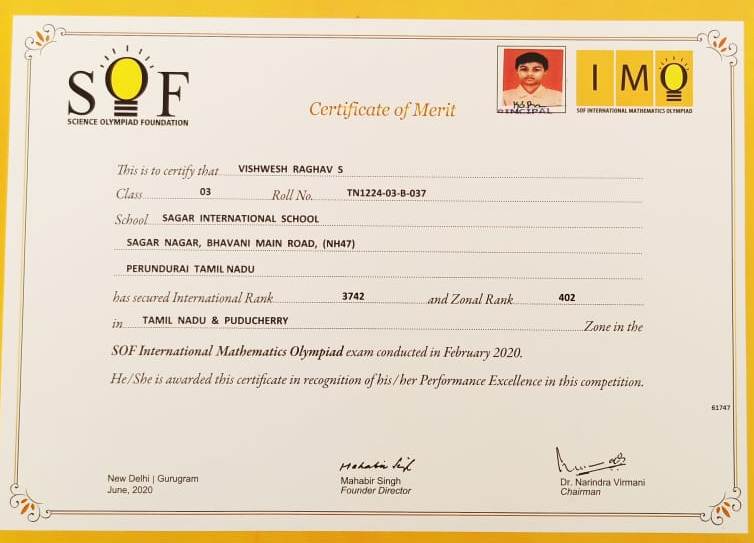 SOF
SCIENCE OLYMPIAD FOUNDATION
Certificate of Merit
PRINCIPAL
IMO
SOF INTERNATIONAL MATHEMATICS OLYMPIAD
This is to certify that VISHWESH RAGHAV S
Class 03 Roll No. TN1224-03-B-037
School SAGAR INTERNATIONAL SCHOOL
SAGAR NAGAR, BHAVANI MAIN ROAD, (NH47)
PERUNDURAI TAMIL NADU
has secured International Rank 3742 and Zonal Rank 402
in TAMIL NADU & PUDUCHERRY Zone in the
SOF International Mathematics Olympiad exam conducted in February 2020.
He/She is awarded this certificate in recognition of his/her Performance Excellence in this competition.
61747
New Delhi | Gurugram
June, 2020
Mahabir Singh
Mahabir Singh
Founder Director
Dr. Narindra Virmani
Chairman